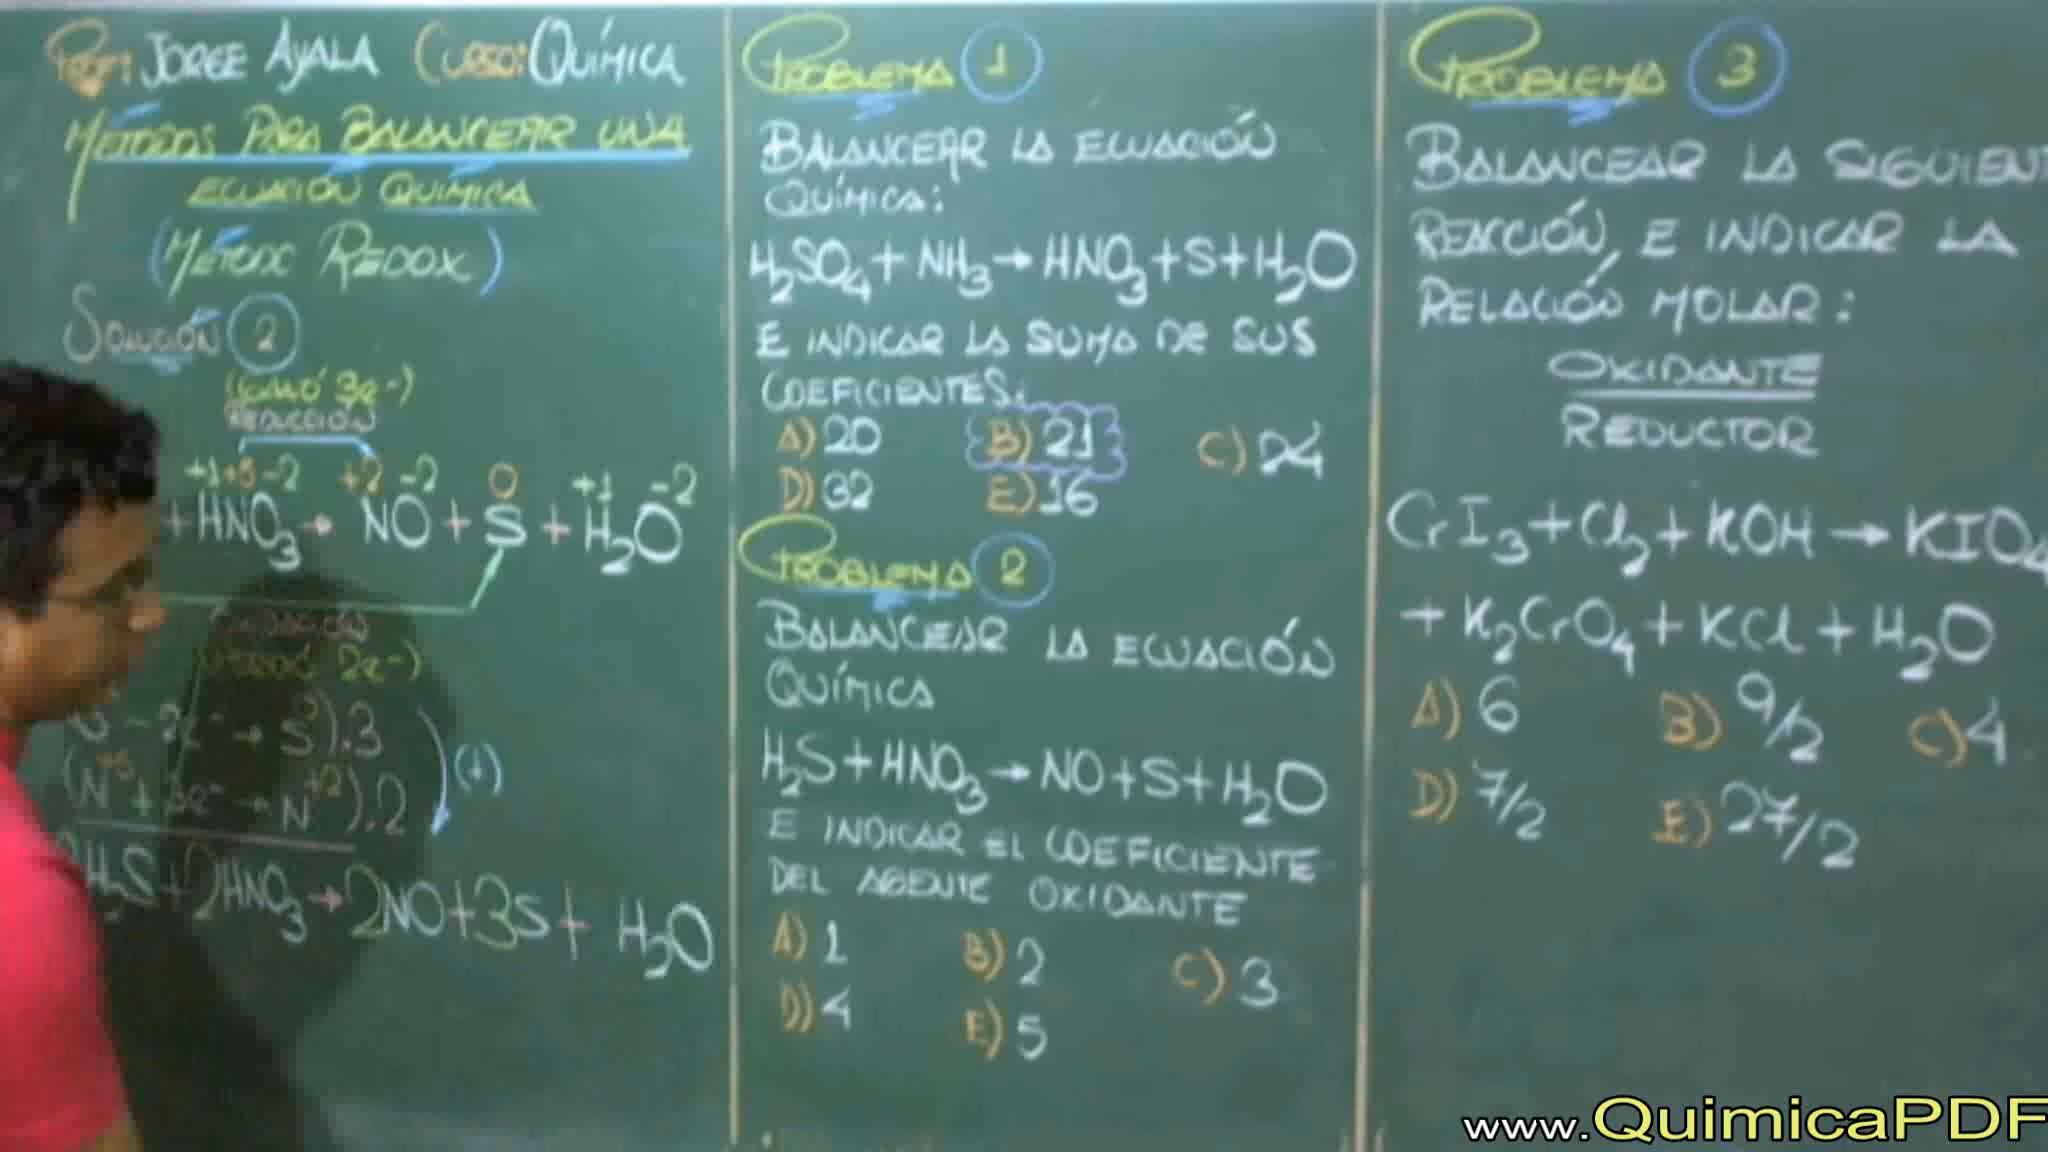 Prof: JORGE AYALA CURSO: QUÍMICA
MÉTODOS PARA BALANCEAR UNA
ECUACIÓN QUÍMICA
(MÉTODO REDOX)
SOLUCIÓN 2
(GANÓ 3e-)
REDUCCIÓN
+1 +5 -2 +2 -2 0 +1 -2
+ HNO3 → NO + S + H2O
OXIDACIÓN
2e-)
- 2e- → S0).3
(N+5 + 3e- → N+2).2
(+)
H2S + 2HNO3 → 2NO + 3S + H2O
PROBLEMA 1
BALANCEAR LA ECUACIÓN
QUÍMICA:
H2SO4 + NH3 → HNO3 + S + H2O
E INDICAR LA SUMA DE SUS
COEFICIENTES:
A) 20 B) 21 C) 24
D) 32 E) 16
PROBLEMA 2
BALANCEAR LA ECUACIÓN
QUÍMICA
H2S + HNO3 → NO + S + H2O
E INDICAR EL COEFICIENTE
DEL AGENTE OXIDANTE
A) 1 B) 2 C) 3
D) 4 E) 5
PROBLEMA 3
BALANCEAR LA SIGUIENT
REACCIÓN, E INDICAR LA
RELACIÓN MOLAR:
OXIDANTE
REDUCTOR
CrI3 + Cl2 + KOH → KIO4
+ K2CrO4 + KCl + H2O
A) 6 B) 9/2 C) 4
D) 7/2 E) 27/2
www.QuimicaPDF